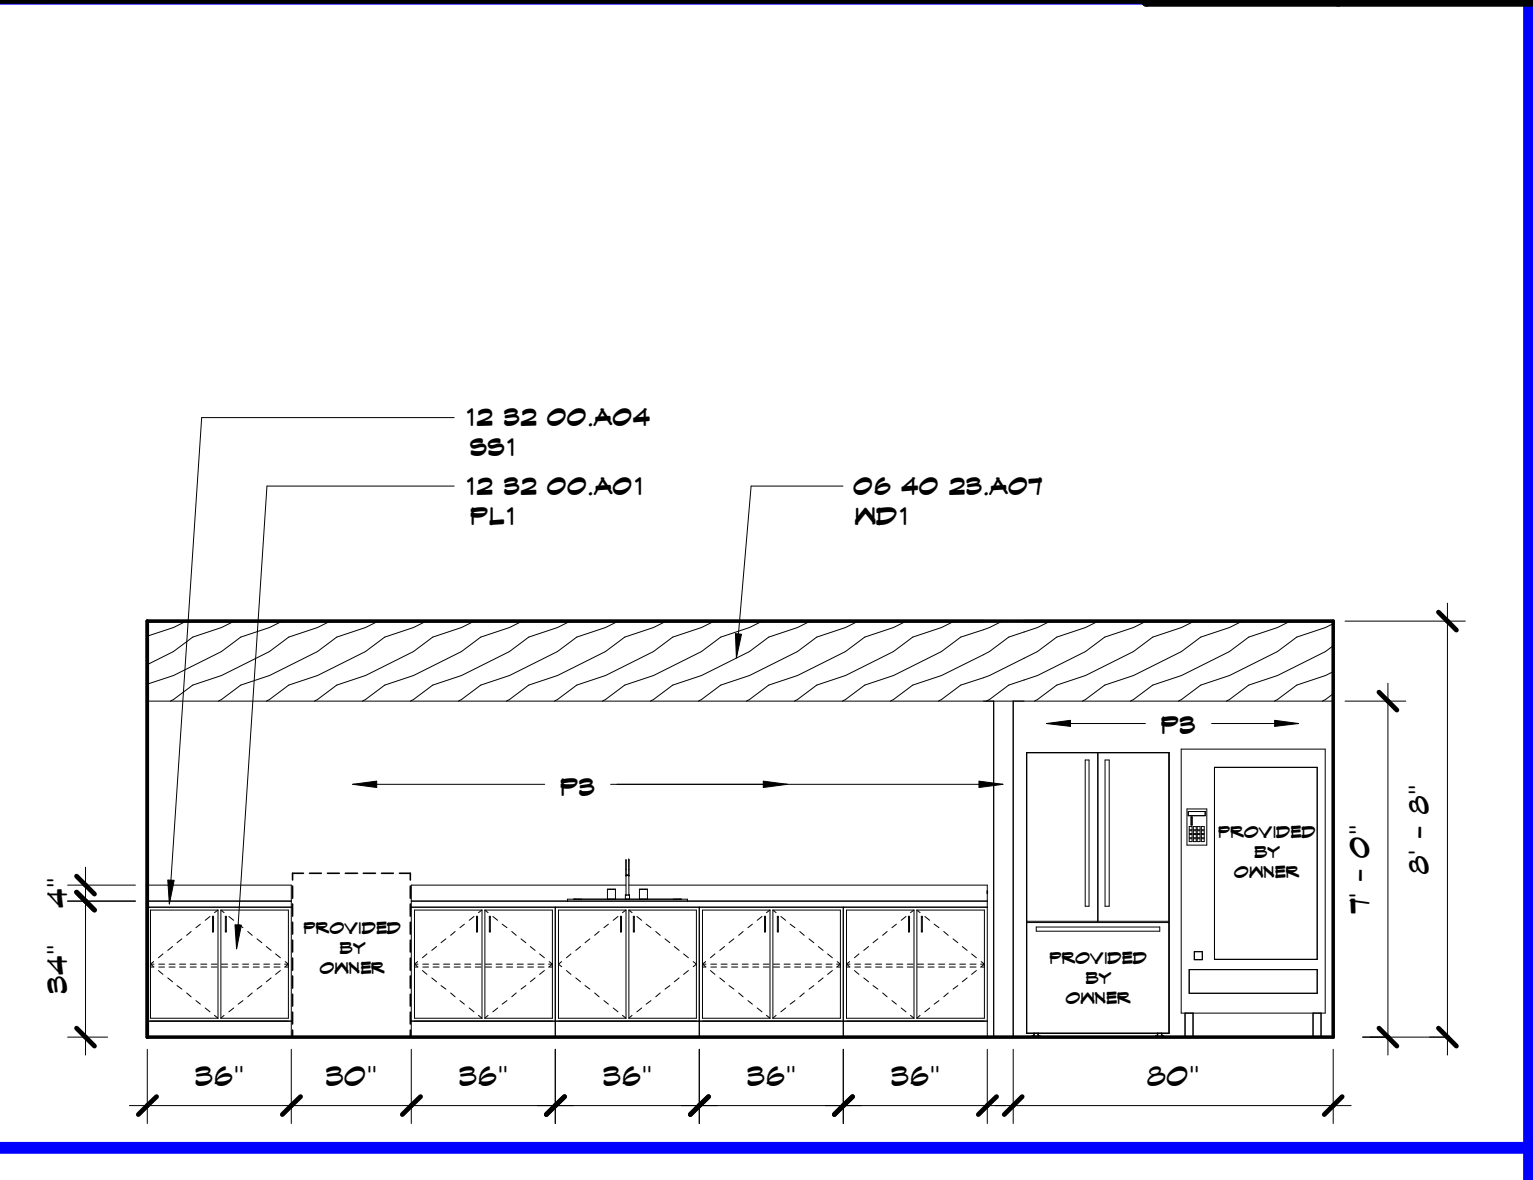 12 32 00.A04
SS1
12 32 00.A01
PL1
06 40 23.A07
WD1
P3
P3
PROVIDED
BY
OWNER
PROVIDED
BY
OWNER
PROVIDED
BY
OWNER
4"
34"
7' - 0"
8' - 8"
36"
30"
36"
36"
36"
36"
80"